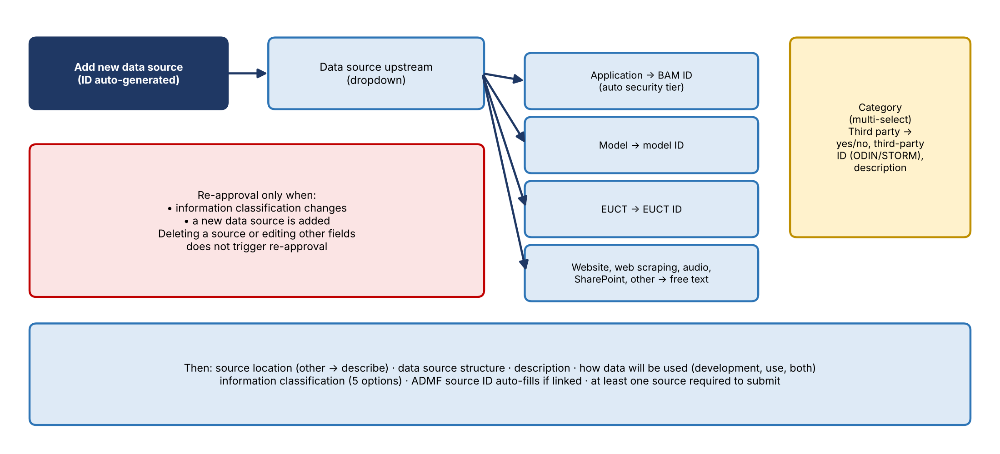 Add new data source
(ID auto-generated)
Data source upstream
(dropdown)
Application → BAM ID
(auto security tier)
Model → model ID
EUCT → EUCT ID
Website, web scraping, audio,
SharePoint, other → free text
Category
(multi-select)
Third party →
yes/no, third-party
ID (ODIN/STORM),
description
Re-approval only when:
• information classification changes
• a new data source is added
Deleting a source or editing other fields
does not trigger re-approval
Then: source location (other → describe) · data source structure · description · how data will be used (development, use, both)
information classification (5 options) · ADMF source ID auto-fills if linked · at least one source required to submit